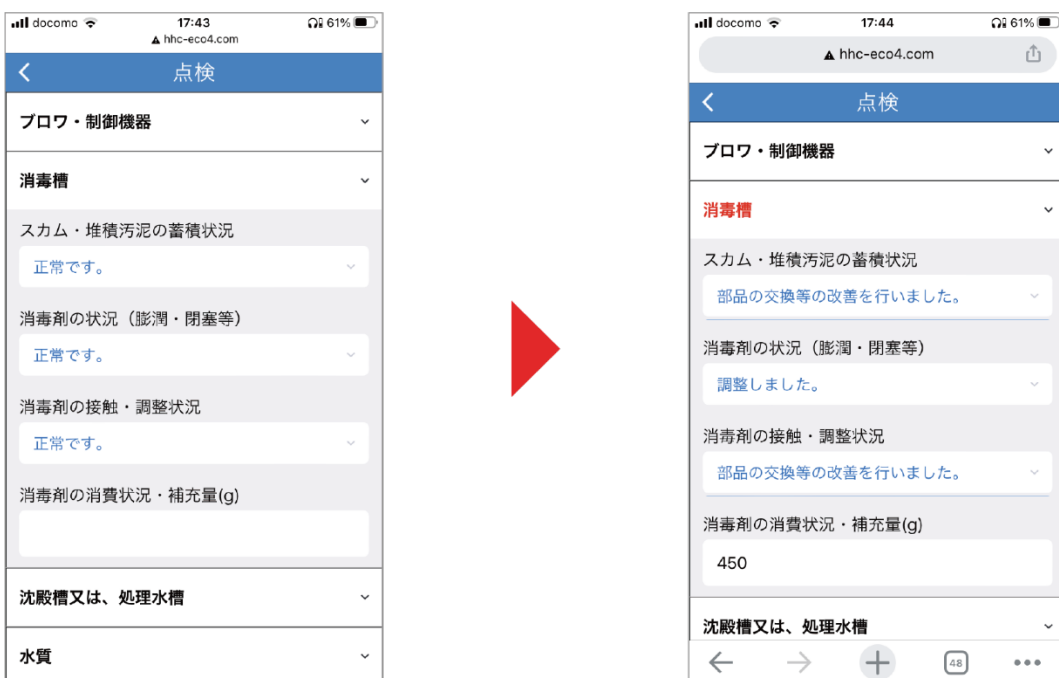 docomo 17:43 61%
hhc-eco4.com
点検
ブロワ・制御機器
消毒槽
スカム・堆積汚泥の蓄積状況
正常です。
消毒剤の状況（膨潤・閉塞等）
正常です。
消毒剤の接触・調整状況
正常です。
消毒剤の消費状況・補充量(g)
沈殿槽又は、処理水槽
水質
docomo 17:44 61%
hhc-eco4.com
点検
ブロワ・制御機器
消毒槽
スカム・堆積汚泥の蓄積状況
部品の交換等の改善を行いました。
消毒剤の状況（膨潤・閉塞等）
調整しました。
消毒剤の接触・調整状況
部品の交換等の改善を行いました。
消毒剤の消費状況・補充量(g)
450
沈殿槽又は、処理水槽
48